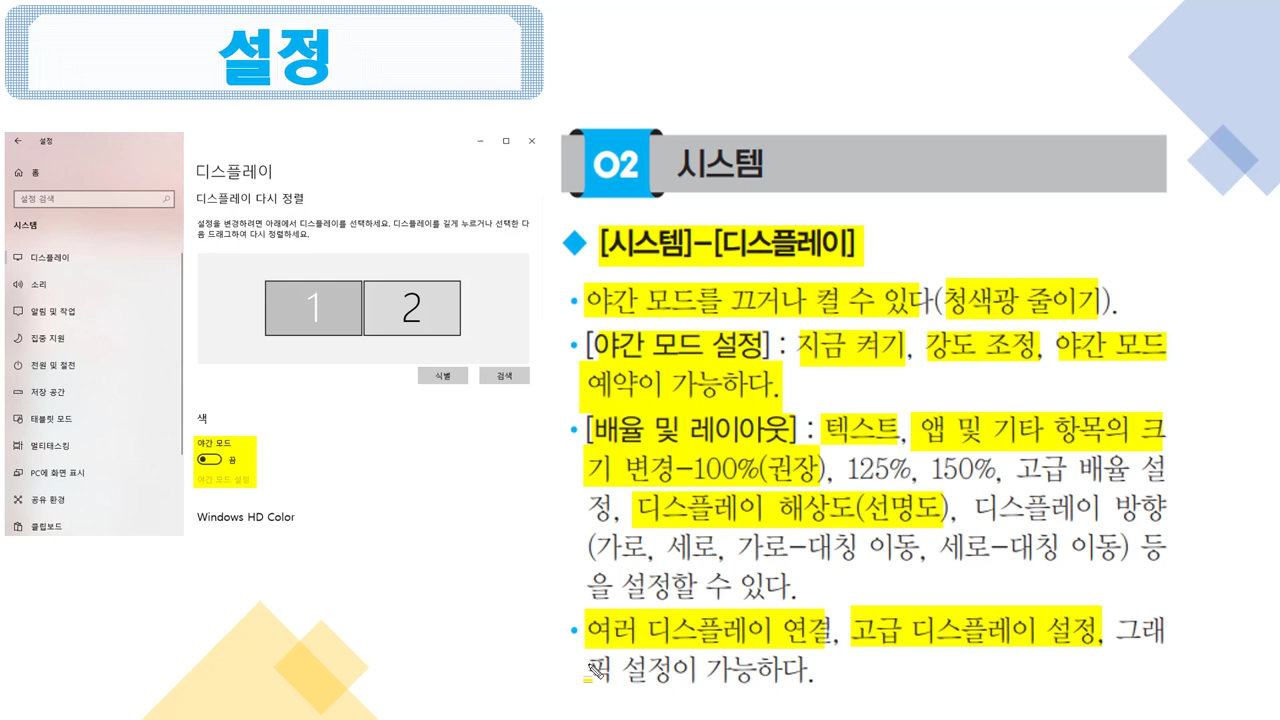 설정
설정
홈
설정 검색
시스템
디스플레이
소리
알림 및 작업
집중 지원
전원 및 절전
저장 공간
태블릿 모드
멀티태스킹
PC에 화면 표시
공유 환경
클립보드
디스플레이
디스플레이 다시 정렬
설정을 변경하려면 아래에서 디스플레이를 선택하세요. 디스플레이를 길게 누르거나 선택한 다
음 드래그하여 다시 정렬하세요.
1 2
식별 검색
색
야간 모드
끔
야간 모드 설정
Windows HD Color
02 시스템
◆ [시스템]-[디스플레이]
• 야간 모드를 끄거나 켤 수 있다(청색광 줄이기).
• [야간 모드 설정] : 지금 켜기, 강도 조정, 야간 모드
예약이 가능하다.
• [배율 및 레이아웃] : 텍스트, 앱 및 기타 항목의 크
기 변경-100%(권장), 125%, 150%, 고급 배율 설
정, 디스플레이 해상도(선명도), 디스플레이 방향
(가로, 세로, 가로-대칭 이동, 세로-대칭 이동) 등
을 설정할 수 있다.
• 여러 디스플레이 연결, 고급 디스플레이 설정, 그래
픽 설정이 가능하다.